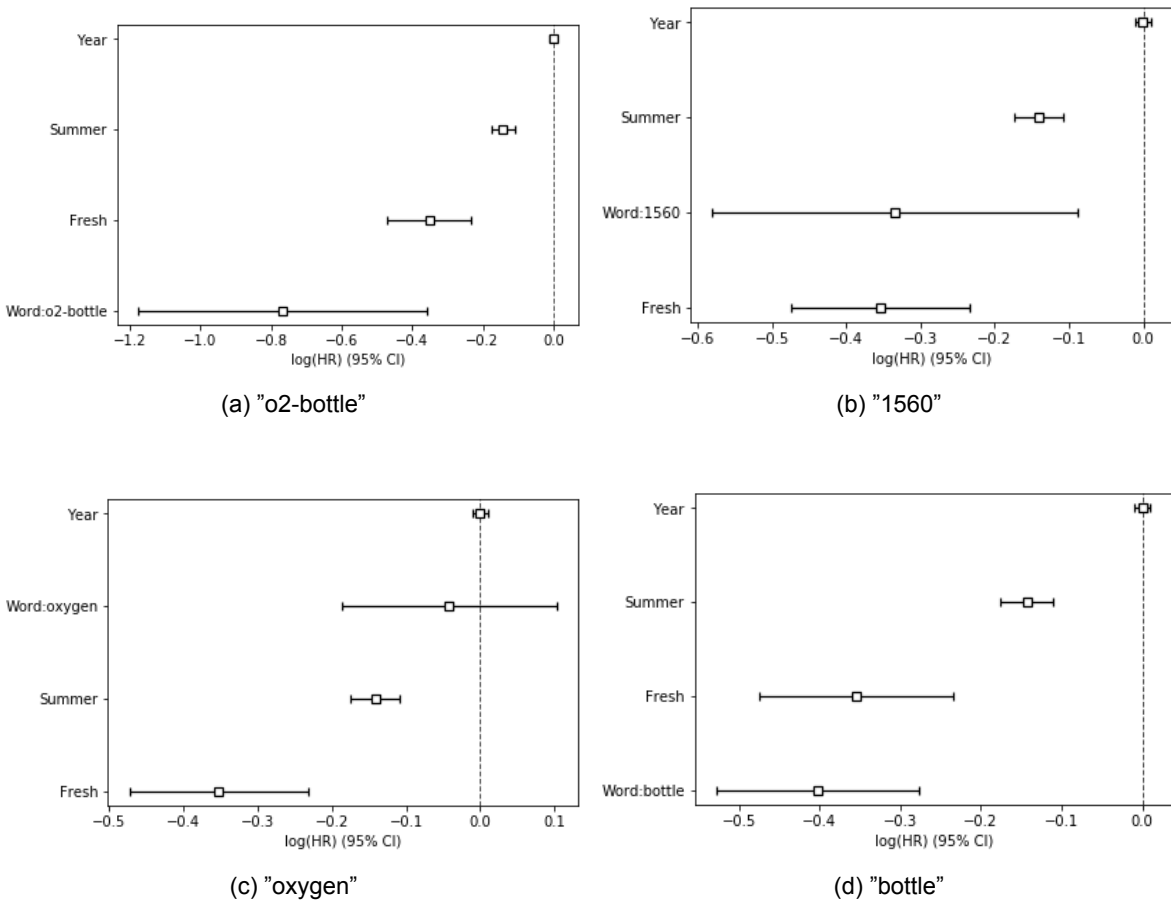 Year
Summer
Fresh
Word:o2-bottle
−1.2 −1.0 −0.8 −0.6 −0.4 −0.2 0.0
log(HR) (95% CI)
(a) ”o2-bottle”
Year
Summer
Word:1560
Fresh
−0.6 −0.5 −0.4 −0.3 −0.2 −0.1 0.0
log(HR) (95% CI)
(b) ”1560”
Year
Word:oxygen
Summer
Fresh
−0.5 −0.4 −0.3 −0.2 −0.1 0.0 0.1
log(HR) (95% CI)
(c) ”oxygen”
Year
Summer
Fresh
Word:bottle
−0.5 −0.4 −0.3 −0.2 −0.1 0.0
log(HR) (95% CI)
(d) ”bottle”